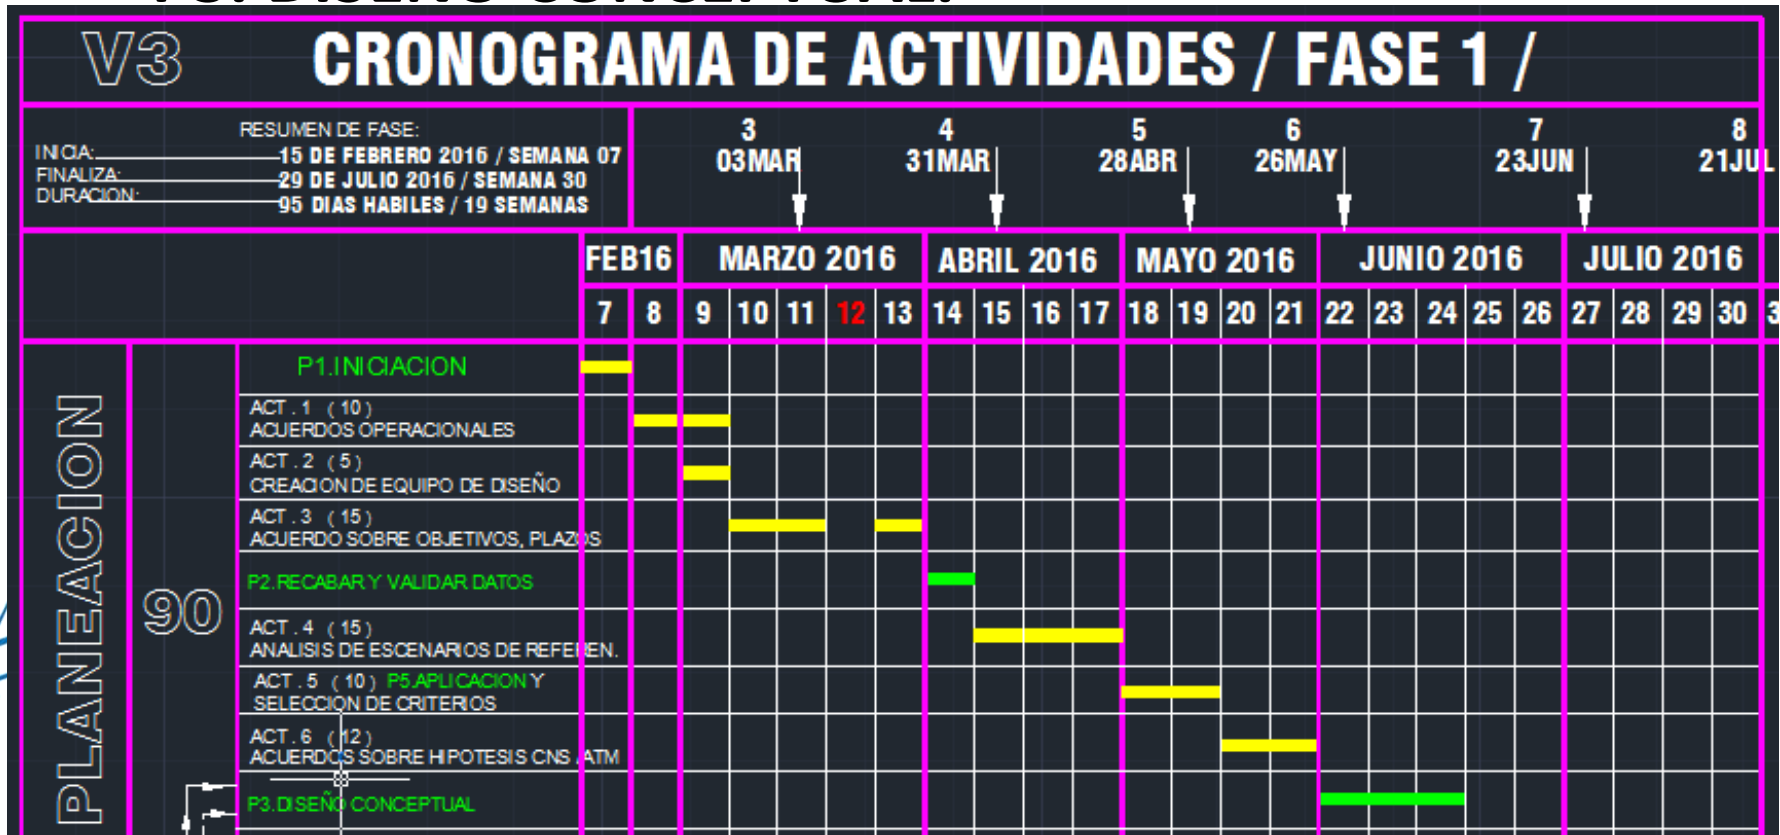 V3 CRONOGRAMA DE ACTIVIDADES / FASE 1 /
RESUMEN DE FASE:
INICIA: 15 DE FEBRERO 2016 / SEMANA 07
FINALIZA: 29 DE JULIO 2016 / SEMANA 30
DURACION: 95 DIAS HABILES / 19 SEMANAS
3 4 5 6 7 8
03MAR 31MAR 28ABR 26MAY 23JUN 21JUL
FEB16 MARZO 2016 ABRIL 2016 MAYO 2016 JUNIO 2016 JULIO 2016
7 8 9 10 11 12 13 14 15 16 17 18 19 20 21 22 23 24 25 26 27 28 29 30 3
PLANEACION
90
P1.INICIACION
ACT.1 (10)
ACUERDOS OPERACIONALES
ACT.2 (5)
CREACION DE EQUIPO DE DISEÑO
ACT.3 (15)
ACUERDO SOBRE OBJETIVOS, PLAZOS
P2.RECABAR Y VALIDAR DATOS
ACT.4 (15)
ANALISIS DE ESCENARIOS DE REFEREN.
ACT.5 (10) P5.APLICACION Y
SELECCION DE CRITERIOS
ACT.6 (12)
ACUERDOS SOBRE HIPOTESIS CNS /ATM
P3.DISEÑO CONCEPTUAL